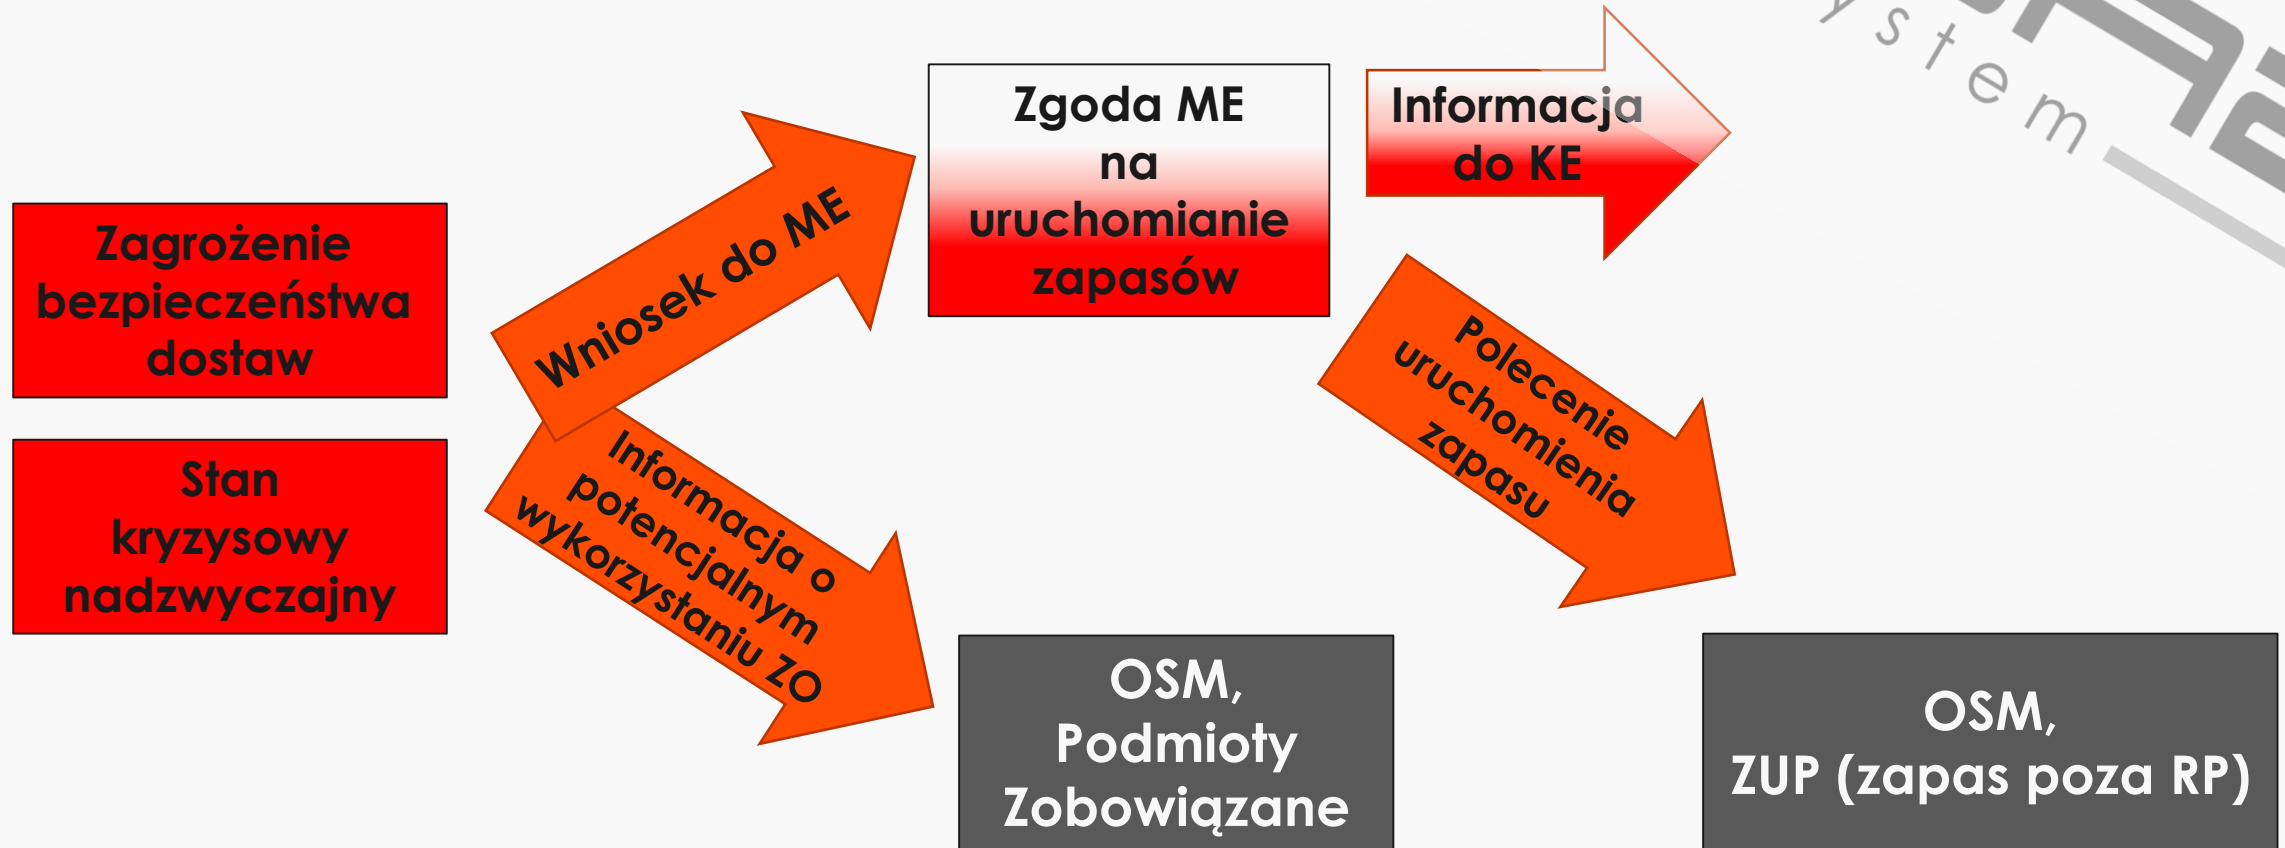 Zagrożenie
bezpieczeństwa
dostaw
Stan
kryzysowy
nadzwyczajny
Wniosek do ME
Informacja o
potencjalnym
wykorzystaniu ZO
Zgoda ME
na
uruchomianie
zapasów
Informacja
do KE
Polecenie
uruchomienia
zapasu
OSM,
Podmioty
Zobowiązane
OSM,
ZUP (zapas poza RP)